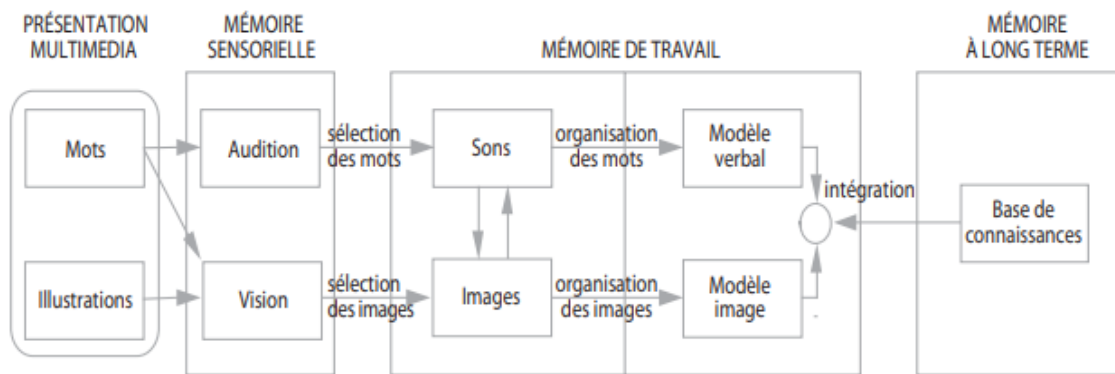 PRÉSENTATION
MULTIMEDIA
MÉMOIRE
SENSORIELLE
MÉMOIRE DE TRAVAIL
MÉMOIRE
À LONG TERME
Mots
Audition
sélection
des mots
Sons
organisation
des mots
Modèle
verbal
intégration
Base de
connaissances
Illustrations
Vision
sélection
des images
Images
organisation
des images
Modèle
image